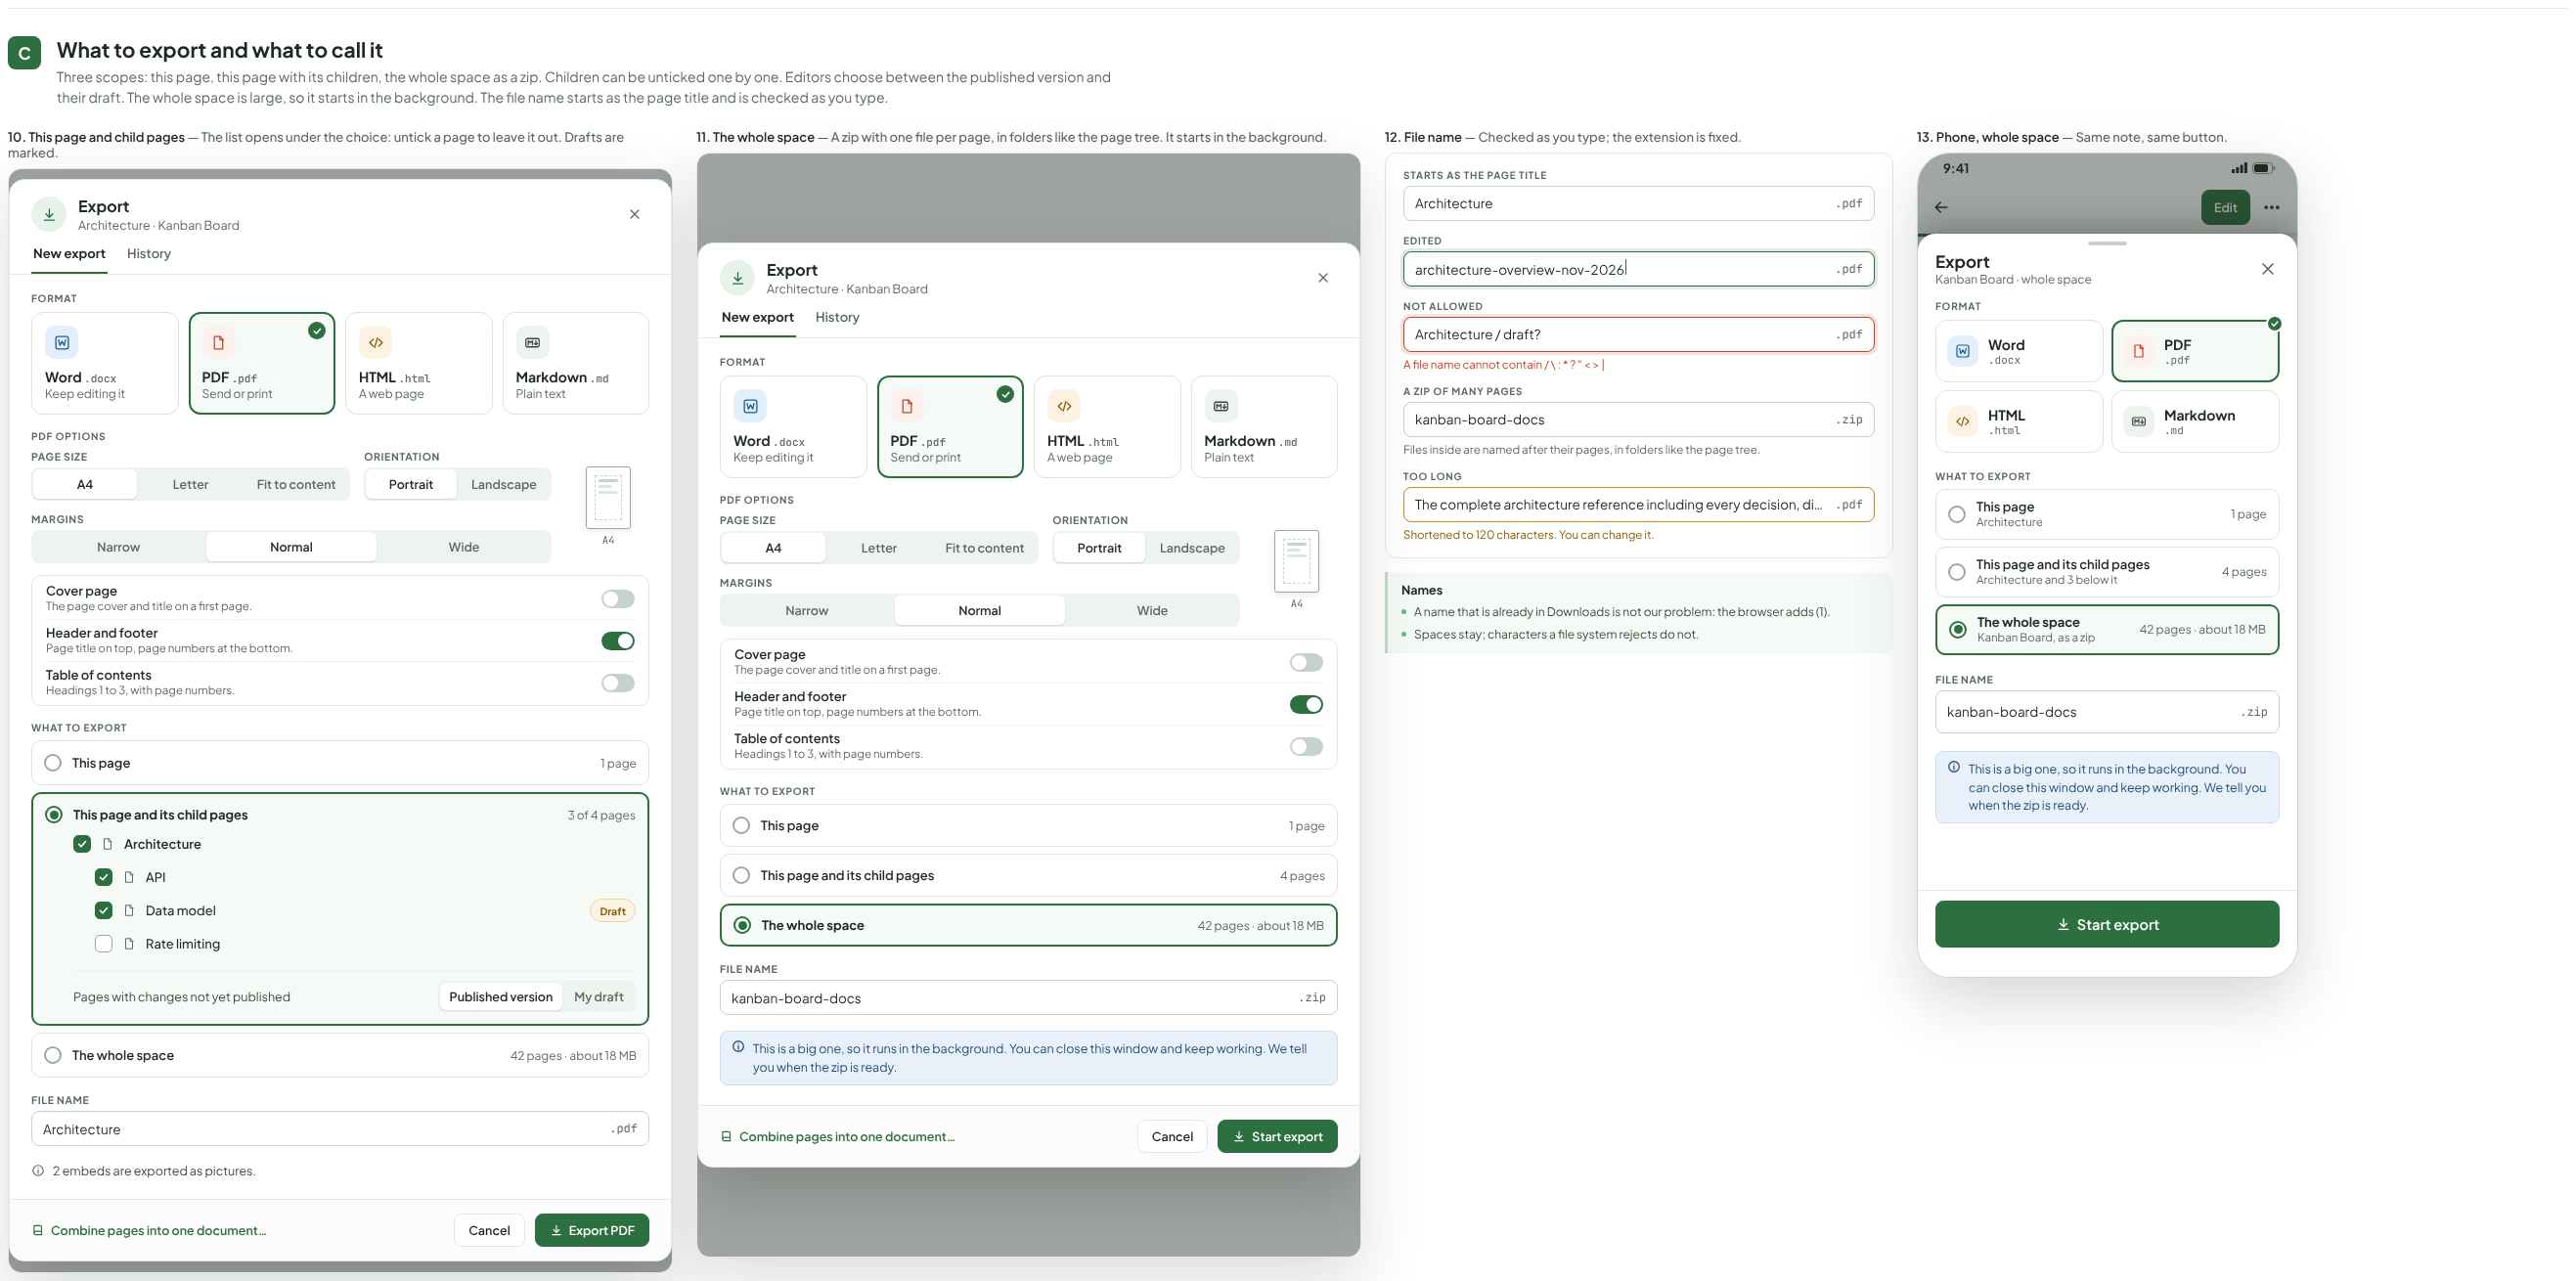 C
What to export and what to call it
Three scopes: this page, this page with its children, the whole space as a zip. Children can be unticked one by one. Editors choose between the published version and
their draft. The whole space is large, so it starts in the background. The file name starts as the page title and is checked as you type.
10. This page and child pages — The list opens under the choice: untick a page to leave it out. Drafts are
marked.
Export
Architecture · Kanban Board
New export History
FORMAT
Word .docx
Keep editing it
PDF .pdf
Send or print
HTML .html
A web page
Markdown .md
Plain text
PDF OPTIONS
PAGE SIZE
A4 Letter Fit to content
ORIENTATION
Portrait Landscape
A4
MARGINS
Narrow Normal Wide
Cover page
The page cover and title on a first page.
Header and footer
Page title on top, page numbers at the bottom.
Table of contents
Headings 1 to 3, with page numbers.
WHAT TO EXPORT
This page 1 page
This page and its child pages 3 of 4 pages
Architecture
API
Data model Draft
Rate limiting
Pages with changes not yet published Published version My draft
The whole space 42 pages · about 18 MB
FILE NAME
Architecture .pdf
2 embeds are exported as pictures.
Combine pages into one document… Cancel Export PDF
11. The whole space — A zip with one file per page, in folders like the page tree. It starts in the background.
Export
Architecture · Kanban Board
New export History
FORMAT
Word .docx
Keep editing it
PDF .pdf
Send or print
HTML .html
A web page
Markdown .md
Plain text
PDF OPTIONS
PAGE SIZE
A4 Letter Fit to content
ORIENTATION
Portrait Landscape
A4
MARGINS
Narrow Normal Wide
Cover page
The page cover and title on a first page.
Header and footer
Page title on top, page numbers at the bottom.
Table of contents
Headings 1 to 3, with page numbers.
WHAT TO EXPORT
This page 1 page
This page and its child pages 4 pages
The whole space 42 pages · about 18 MB
FILE NAME
kanban-board-docs .zip
This is a big one, so it runs in the background. You can close this window and keep working. We tell
you when the zip is ready.
Combine pages into one document… Cancel Start export
12. File name — Checked as you type; the extension is fixed.
STARTS AS THE PAGE TITLE
Architecture .pdf
EDITED
architecture-overview-nov-2026 .pdf
NOT ALLOWED
Architecture / draft? .pdf
A file name cannot contain / \ : * ? " < > |
A ZIP OF MANY PAGES
kanban-board-docs .zip
Files inside are named after their pages, in folders like the page tree.
TOO LONG
The complete architecture reference including every decision, di… .pdf
Shortened to 120 characters. You can change it.
Names
A name that is already in Downloads is not our problem: the browser adds (1).
Spaces stay; characters a file system rejects do not.
13. Phone, whole space — Same note, same button.
9:41
Edit
Export
Kanban Board · whole space
FORMAT
Word
.docx
PDF
.pdf
HTML
.html
Markdown
.md
WHAT TO EXPORT
This page
Architecture
1 page
This page and its child pages
Architecture and 3 below it
4 pages
The whole space
Kanban Board, as a zip
42 pages · about 18 MB
FILE NAME
kanban-board-docs .zip
This is a big one, so it runs in the background. You
can close this window and keep working. We tell you
when the zip is ready.
Start export